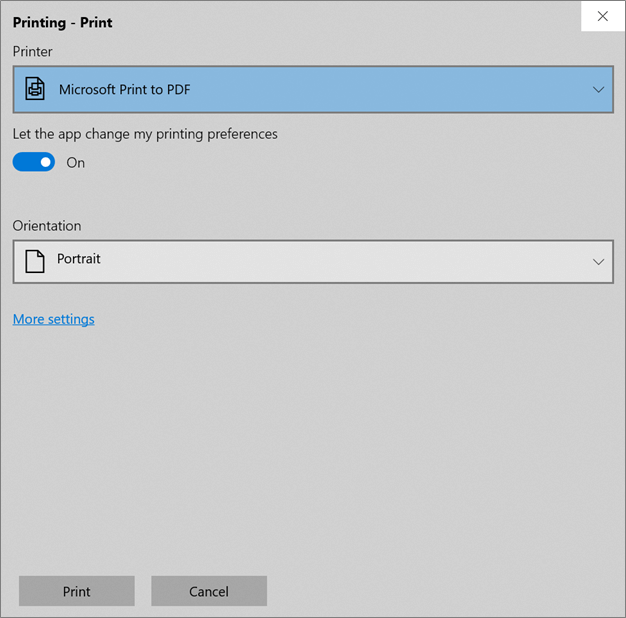 Printing - Print
Printer
Microsoft Print to PDF
Let the app change my printing preferences
On
Orientation
Portrait
More settings
Print Cancel